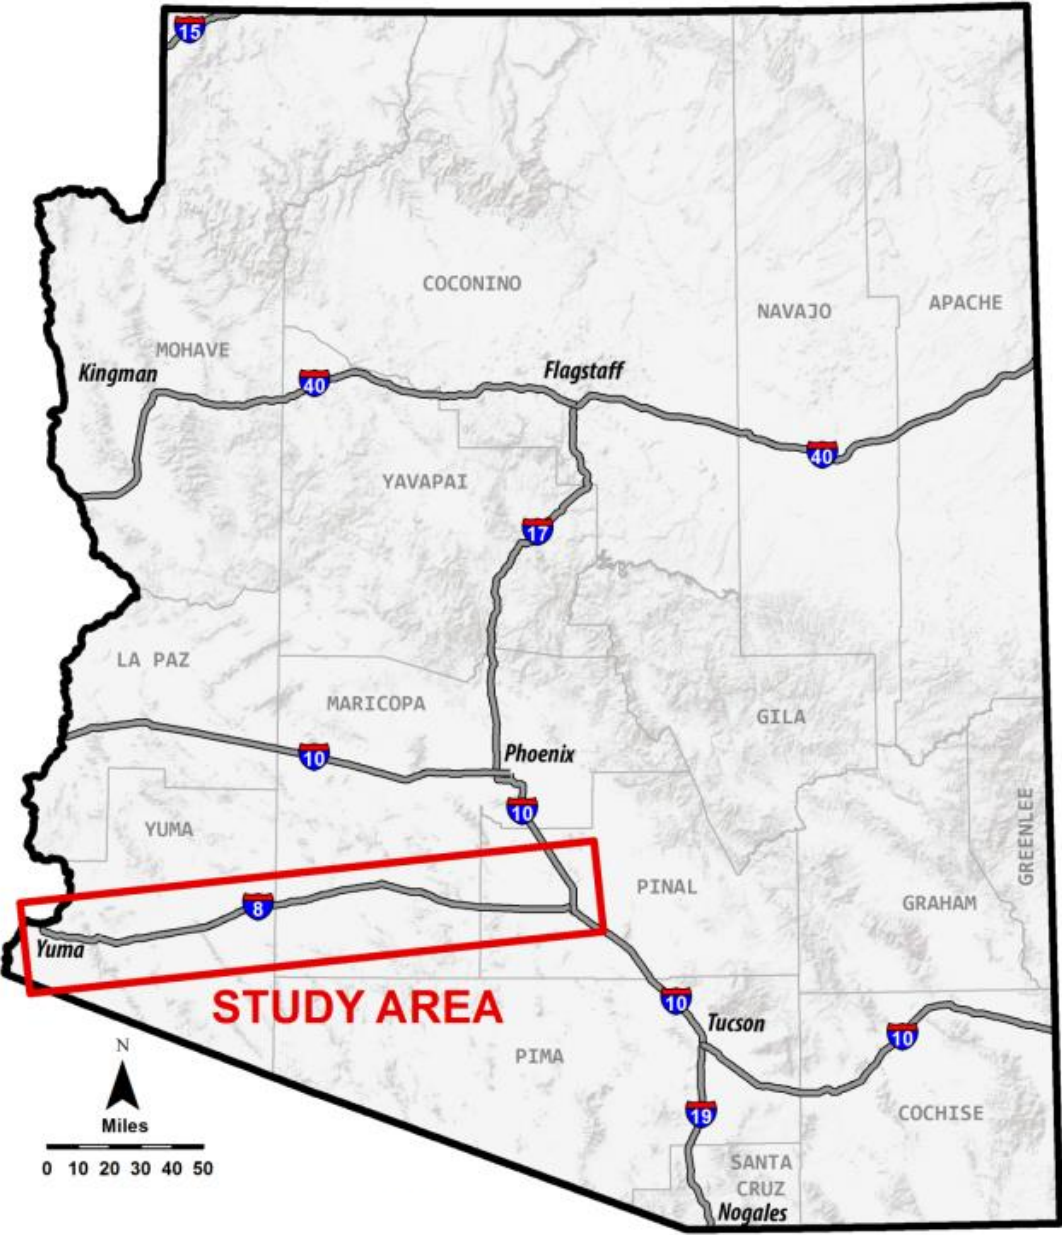 15
COCONINO
NAVAJO
APACHE
MOHAVE
Kingman
Flagstaff
40
40
YAVAPAI
17
LA PAZ
MARICOPA
GILA
Phoenix
10
10
YUMA
GREENLEE
PINAL
GRAHAM
8
Yuma
STUDY AREA
10
Tucson
10
N
PIMA
Miles
19
COCHISE
0 10 20 30 40 50
SANTA
CRUZ
Nogales